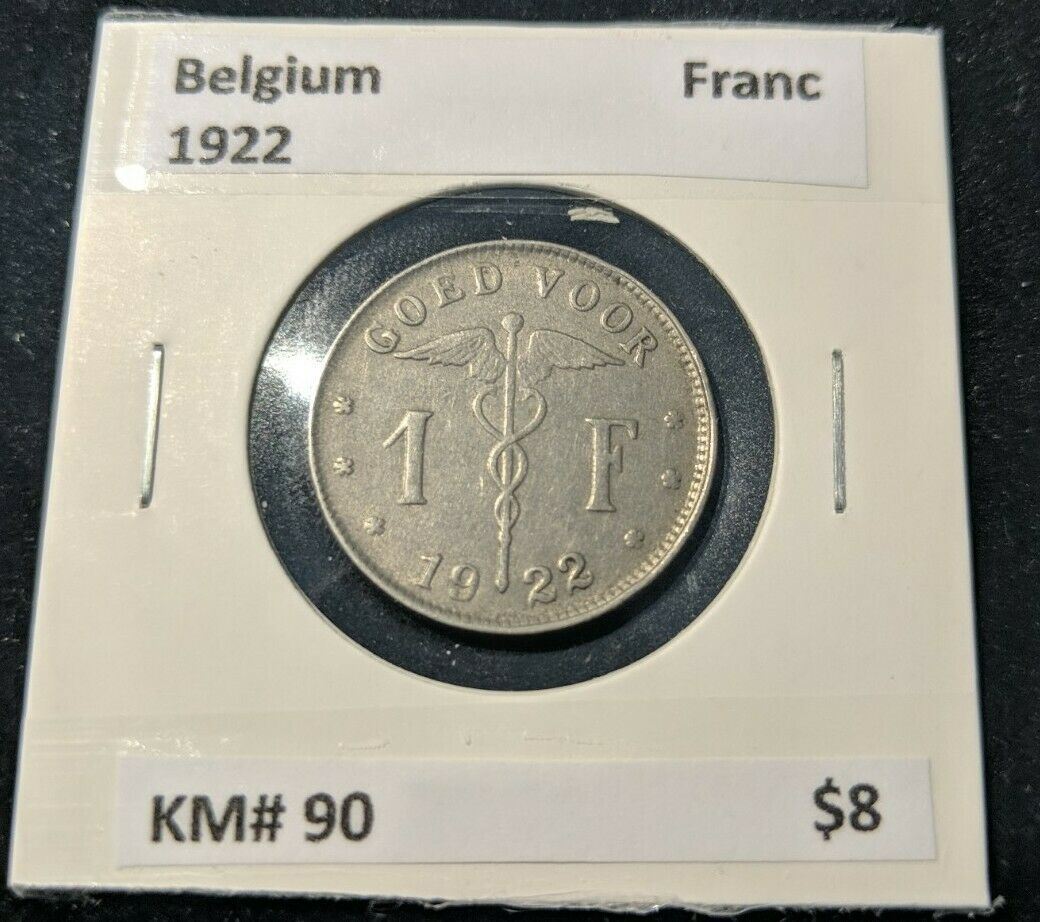 Belgium Franc
1922
GOED VOOR
1 F
1922
KM# 90 $8